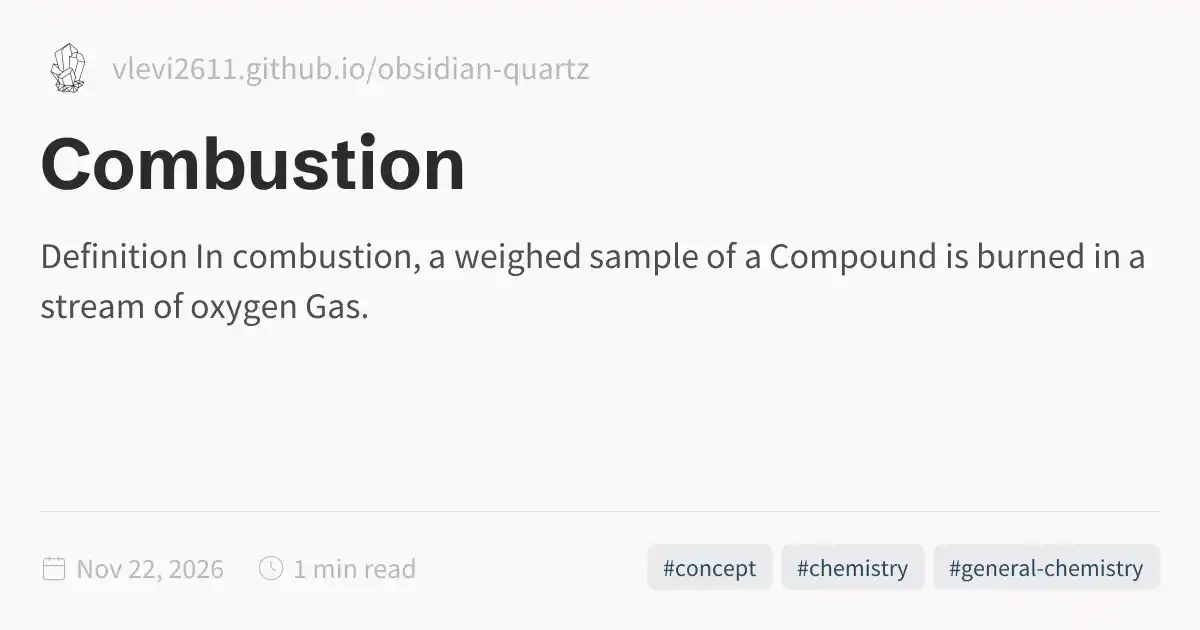 vlevi2611.github.io/obsidian-quartz
Combustion
Definition In combustion, a weighed sample of a Compound is burned in a
stream of oxygen Gas.
Nov 22, 2026 1 min read #concept #chemistry #general-chemistry